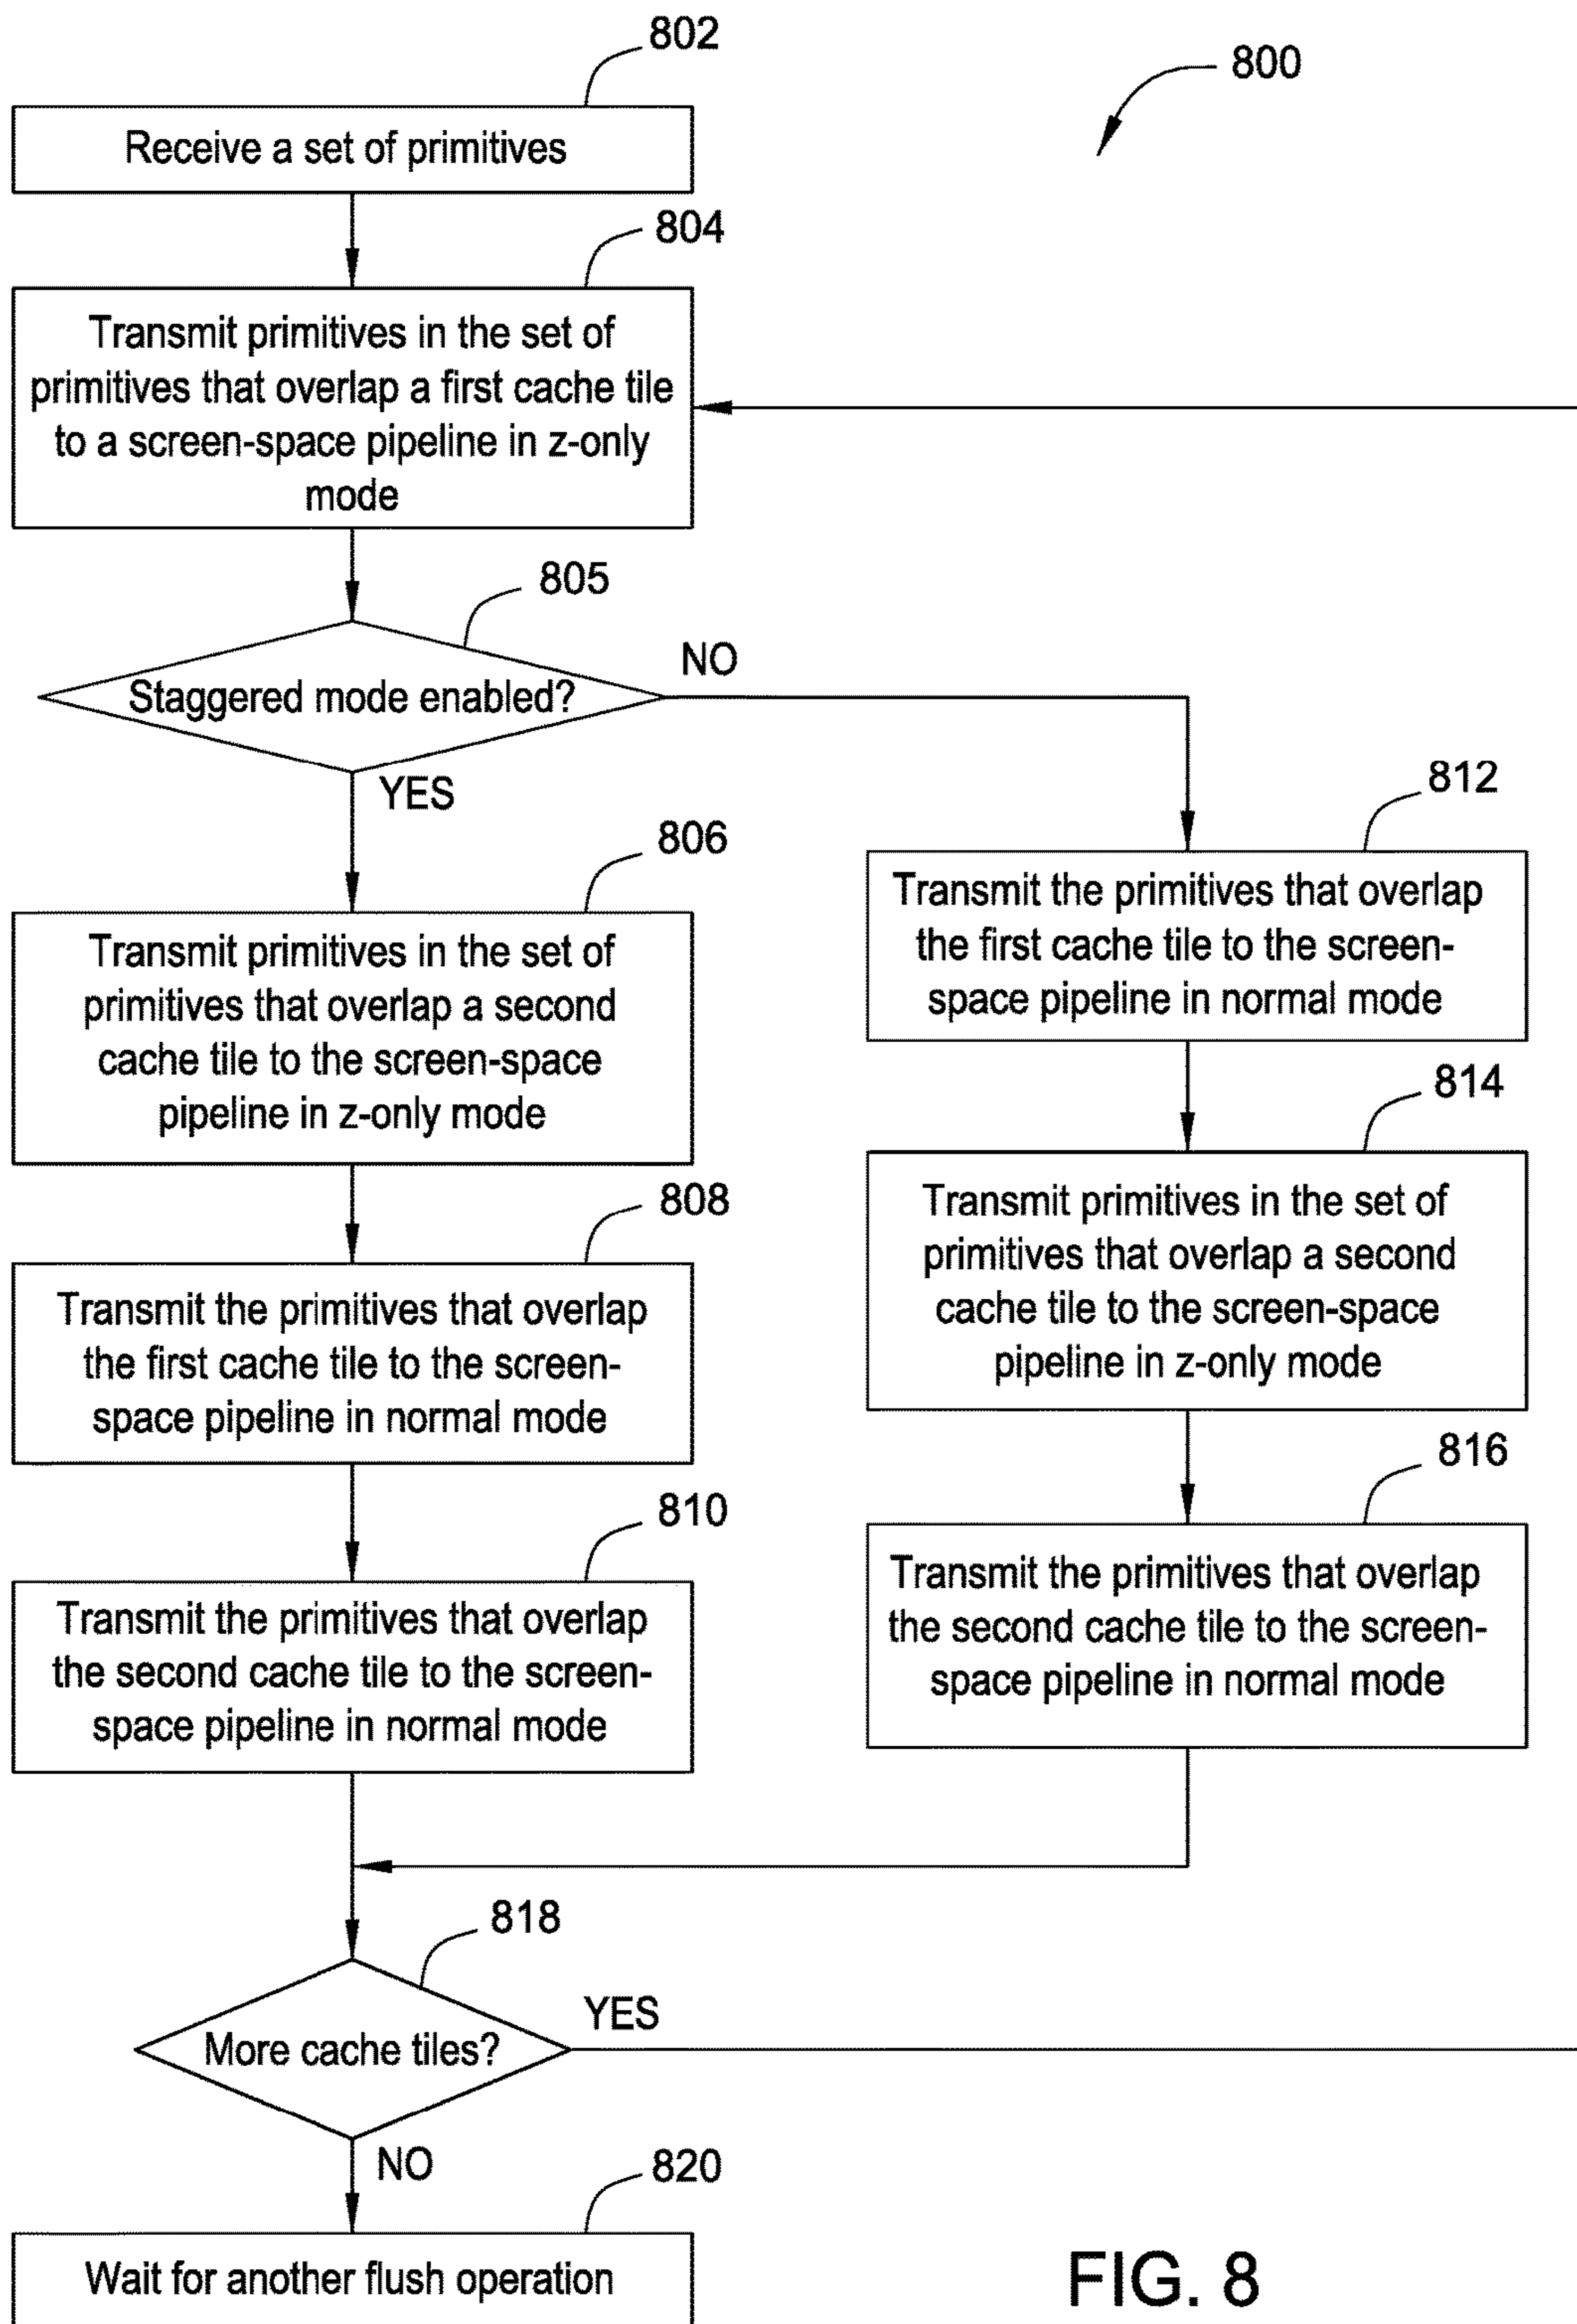 802
800
Receive a set of primitives
804
Transmit primitives in the set of
primitives that overlap a first cache tile
to a screen-space pipeline in z-only
mode
805
Staggered mode enabled?
NO
YES
806
Transmit primitives in the set of
primitives that overlap a second
cache tile to the screen-space
pipeline in z-only mode
808
Transmit the primitives that overlap
the first cache tile to the screen-
space pipeline in normal mode
810
Transmit the primitives that overlap
the second cache tile to the screen-
space pipeline in normal mode
812
Transmit the primitives that overlap
the first cache tile to the screen-
space pipeline in normal mode
814
Transmit primitives in the set of
primitives that overlap a second
cache tile to the screen-space
pipeline in z-only mode
816
Transmit the primitives that overlap
the second cache tile to the screen-
space pipeline in normal mode
818
More cache tiles?
YES
NO
820
Wait for another flush operation
FIG. 8